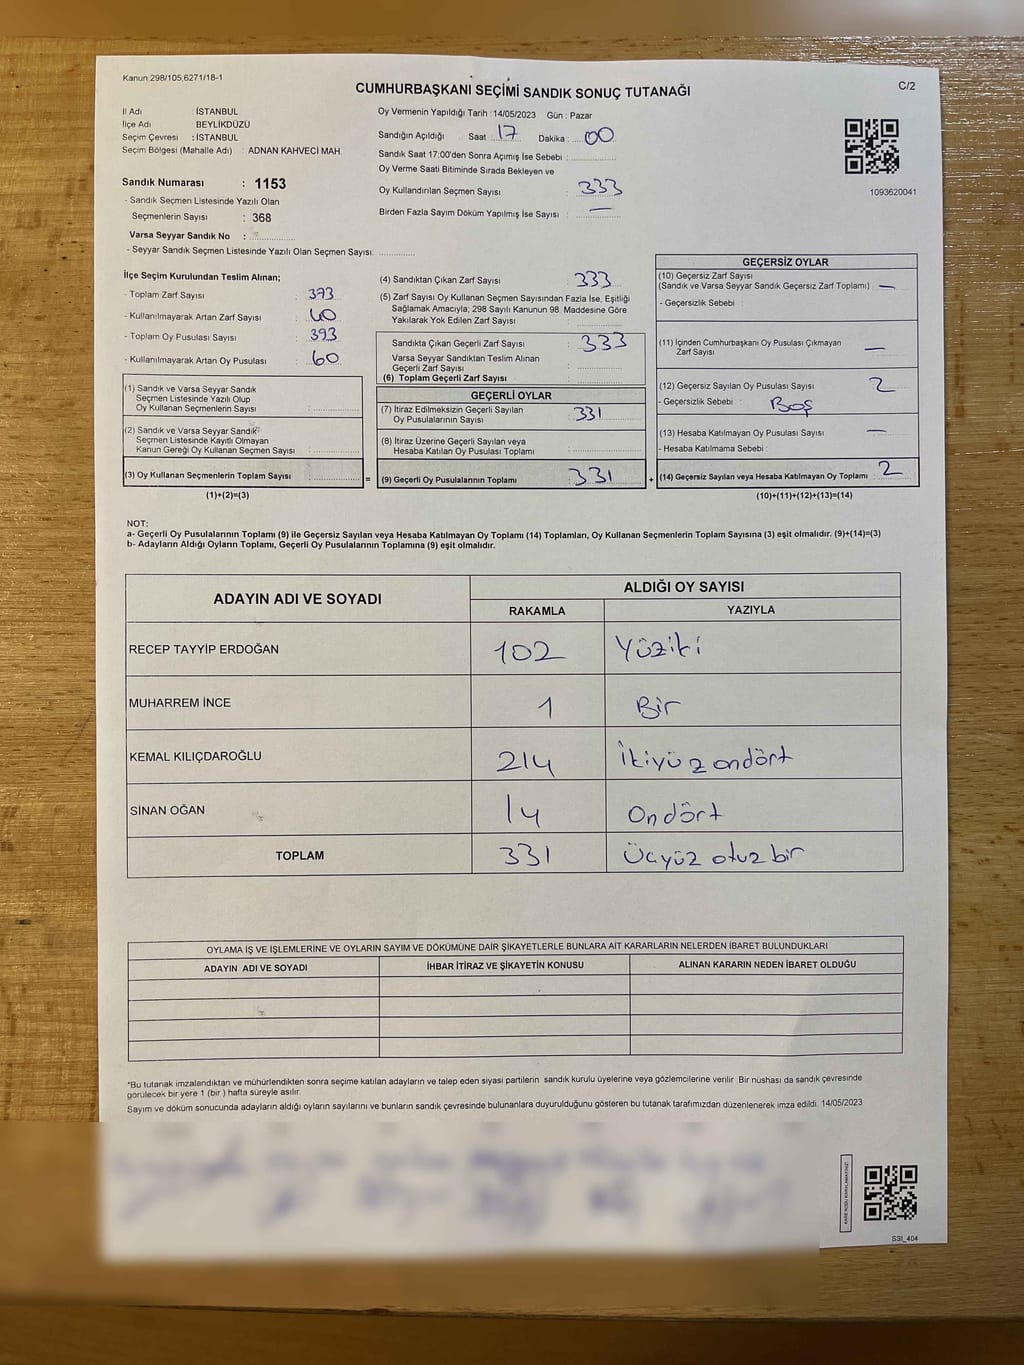 Kanun 298/105,6271/18-1
CUMHURBAŞKANI SEÇİMİ SANDIK SONUÇ TUTANAĞI
C/2
İl Adı : İSTANBUL
İlçe Adı : BEYLİKDÜZÜ
Seçim Çevresi : İSTANBUL
Seçim Bölgesi (Mahalle Adı) : ADNAN KAHVECİ MAH.
Sandık Numarası : 1153
- Sandık Seçmen Listesinde Yazılı Olan
Seçmenlerin Sayısı : 368
Varsa Seyyar Sandık No :
- Seyyar Sandık Seçmen Listesinde Yazılı Olan Seçmen Sayısı:
Oy Vermenin Yapıldığı Tarih : 14/05/2023 Gün : Pazar
Sandığın Açıldığı Saat : 17 Dakika : 00
Sandık Saat 17:00'den Sonra Açımış İse Sebebi :
Oy Verme Saati Bitiminde Sırada Bekleyen ve
Oy Kullandırılan Seçmen Sayısı : 333
Birden Fazla Sayım Döküm Yapılmış İse Sayısı : —
1093620041
İlçe Seçim Kurulundan Teslim Alınan;
- Toplam Zarf Sayısı : 393
- Kullanılmayarak Artan Zarf Sayısı : 60
- Toplam Oy Pusulası Sayısı : 393
- Kullanılmayarak Artan Oy Pusulası : 60
(1) Sandık ve Varsa Seyyar Sandık
Seçmen Listesinde Yazılı Olup
Oy Kullanan Seçmenlerin Sayısı :
(2) Sandık ve Varsa Seyyar Sandık
Seçmen Listesinde Kayıtlı Olmayan
Kanun Gereği Oy Kullanan Seçmen Sayısı :
(3) Oy Kullanan Seçmenlerin Toplam Sayısı :
(1)+(2)=(3)
(4) Sandıktan Çıkan Zarf Sayısı : 333
(5) Zarf Sayısı Oy Kullanan Seçmen Sayısından Fazla İse, Eşitliği
Sağlamak Amacıyla; 298 Sayılı Kanunun 98. Maddesine Göre
Yakılarak Yok Edilen Zarf Sayısı :
Sandıkta Çıkan Geçerli Zarf Sayısı : 333
Varsa Seyyar Sandıktan Teslim Alınan
Geçerli Zarf Sayısı :
(6) Toplam Geçerli Zarf Sayısı :
GEÇERLİ OYLAR
(7) İtiraz Edilmeksizin Geçerli Sayılan
Oy Pusulalarının Sayısı : 331
(8) İtiraz Üzerine Geçerli Sayılan veya
Hesaba Katılan Oy Pusulası Toplamı :
= (9) Geçerli Oy Pusulalarının Toplamı : 331
GEÇERSİZ OYLAR
(10) Geçersiz Zarf Sayısı
(Sandık ve Varsa Seyyar Sandık Geçersiz Zarf Toplamı) : —
- Geçersizlik Sebebi :
(11) İçinden Cumhurbaşkanı Oy Pusulası Çıkmayan
Zarf Sayısı : —
(12) Geçersiz Sayılan Oy Pusulası Sayısı : 2
- Geçersizlik Sebebi : Boş
(13) Hesaba Katılmayan Oy Pusulası Sayısı : —
- Hesaba Katılmama Sebebi :
+ (14) Geçersiz Sayılan veya Hesaba Katılmayan Oy Toplamı : 2
(10)+(11)+(12)+(13)=(14)
NOT:
a- Geçerli Oy Pusulalarının Toplamı (9) ile Geçersiz Sayılan veya Hesaba Katılmayan Oy Toplamı (14) Toplamları, Oy Kullanan Seçmenlerin Toplam Sayısına (3) eşit olmalıdır. (9)+(14)=(3)
b- Adayların Aldığı Oyların Toplamı, Geçerli Oy Pusulalarının Toplamına (9) eşit olmalıdır.
ADAYIN ADI VE SOYADI ALDIĞI OY SAYISI
RAKAMLA YAZIYLA
RECEP TAYYİP ERDOĞAN 102 Yüziki
MUHARREM İNCE 1 Bir
KEMAL KILIÇDAROĞLU 214 İkiyüz ondört
SİNAN OĞAN 14 Ondört
TOPLAM 331 Üçyüz otuz bir
OYLAMA İŞ VE İŞLEMLERİNE VE OYLARIN SAYIM VE DÖKÜMÜNE DAİR ŞİKAYETLERLE BUNLARA AİT KARARLARIN NELERDEN İBARET BULUNDUKLARI
ADAYIN ADI VE SOYADI İHBAR İTİRAZ VE ŞİKAYETİN KONUSU ALINAN KARARIN NEDEN İBARET OLDUĞU
*Bu tutanak imzalandıktan ve mühürlendikten sonra seçime katılan adayların ve talep eden siyasi partilerin sandık kurulu üyelerine veya gözlemcilerine verilir. Bir nüshası da sandık çevresinde
görülecek bir yere 1 (bir ) hafta süreyle asılır.
Sayım ve döküm sonucunda adayların aldığı oyların sayılarını ve bunların sandık çevresinde bulunanlara duyurulduğunu gösteren bu tutanak tarafımızdan düzenlenerek imza edildi. 14/05/2023
KARE KODU KARALAMAYINIZ!
SSI_404